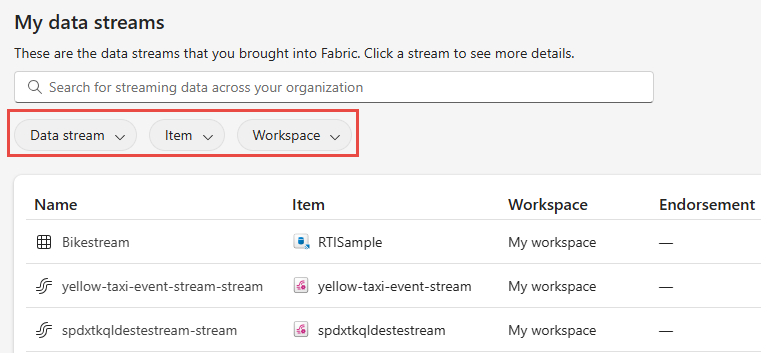 My data streams
These are the data streams that you brought into Fabric. Click a stream to see more details.
Search for streaming data across your organization
Data stream Item Workspace
Name Item Workspace Endorsement
Bikestream RTISample My workspace —
yellow-taxi-event-stream-stream yellow-taxi-event-stream My workspace —
spdxtkqldestestream-stream spdxtkqldestestream My workspace —